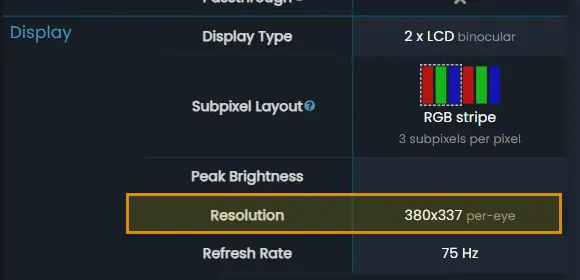 Passthrough
Display
Display Type
2 x LCD binocular
Subpixel Layout
?
RGB stripe
3 subpixels per pixel
Peak Brightness
Resolution
380x337 per-eye
Refresh Rate
75 Hz